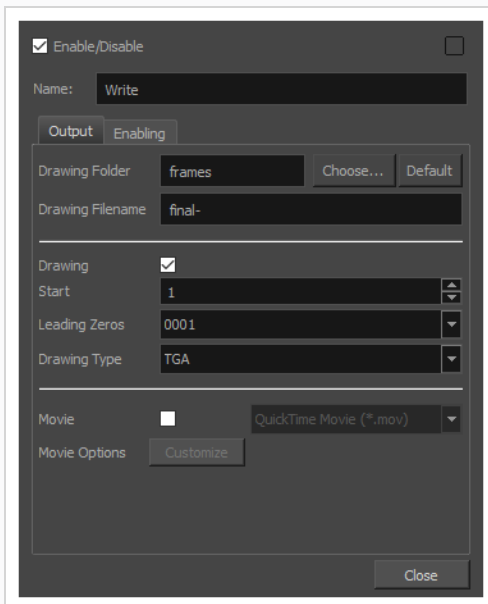 Enable/Disable
Name: Write
Output Enabling
Drawing Folder frames Choose... Default
Drawing Filename final-
Drawing
Start 1
Leading Zeros 0001
Drawing Type TGA
Movie QuickTime Movie (*.mov)
Movie Options Customize
Close